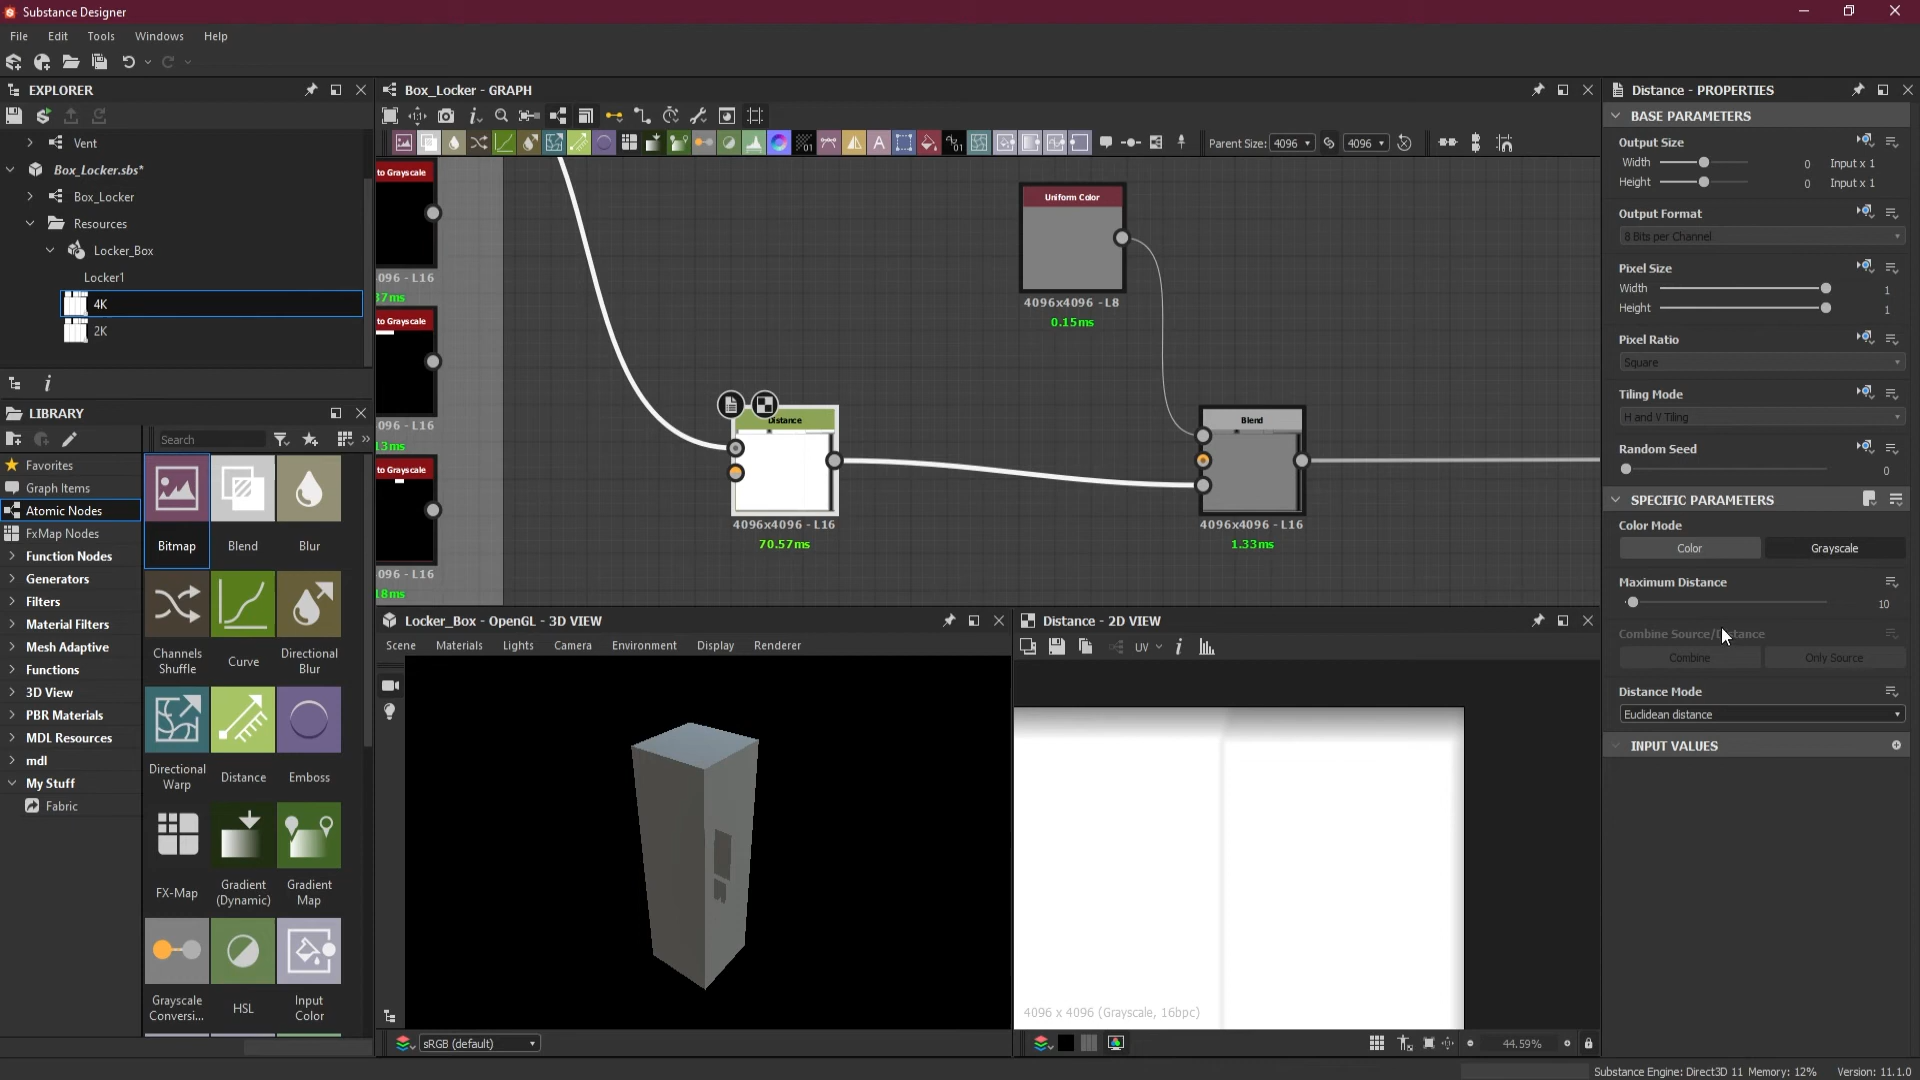 Substance Designer
File Edit Tools Windows Help
EXPLORER
Vent
Box_Locker.sbs*
Box_Locker
Resources
Locker_Box
Locker1
4K
2K
LIBRARY
Search
Favorites
Graph Items
Atomic Nodes
FxMap Nodes
Function Nodes
Generators
Filters
Material Filters
Mesh Adaptive
Functions
3D View
PBR Materials
MDL Resources
mdl
My Stuff
Fabric
Bitmap
Blend
Blur
Channels Shuffle
Curve
Directional Blur
Directional Warp
Distance
Emboss
FX-Map
Gradient (Dynamic)
Gradient Map
Grayscale Conversi...
HSL
Input Color
Box_Locker - GRAPH
Parent Size: 4096 4096
to Grayscale
096 - L16
37ms
to Grayscale
096 - L16
13ms
to Grayscale
096 - L16
18ms
Uniform Color
4096x4096 - L8
0.15ms
Distance
4096x4096 - L16
70.57ms
Blend
4096x4096 - L16
1.33ms
Locker_Box - OpenGL - 3D VIEW
Scene Materials Lights Camera Environment Display Renderer
sRGB (default)
Distance - 2D VIEW
UV
4096 x 4096 (Grayscale, 16bpc)
44.59%
Distance - PROPERTIES
BASE PARAMETERS
Output Size
Width 0 Input x 1
Height 0 Input x 1
Output Format
8 Bits per Channel
Pixel Size
Width 1
Height 1
Pixel Ratio
Square
Tiling Mode
H and V Tiling
Random Seed
0
SPECIFIC PARAMETERS
Color Mode
Color Grayscale
Maximum Distance
10
Combine Source/Distance
Combine Only Source
Distance Mode
Euclidean distance
INPUT VALUES
Substance Engine: Direct3D 11 Memory: 12% Version: 11.1.0